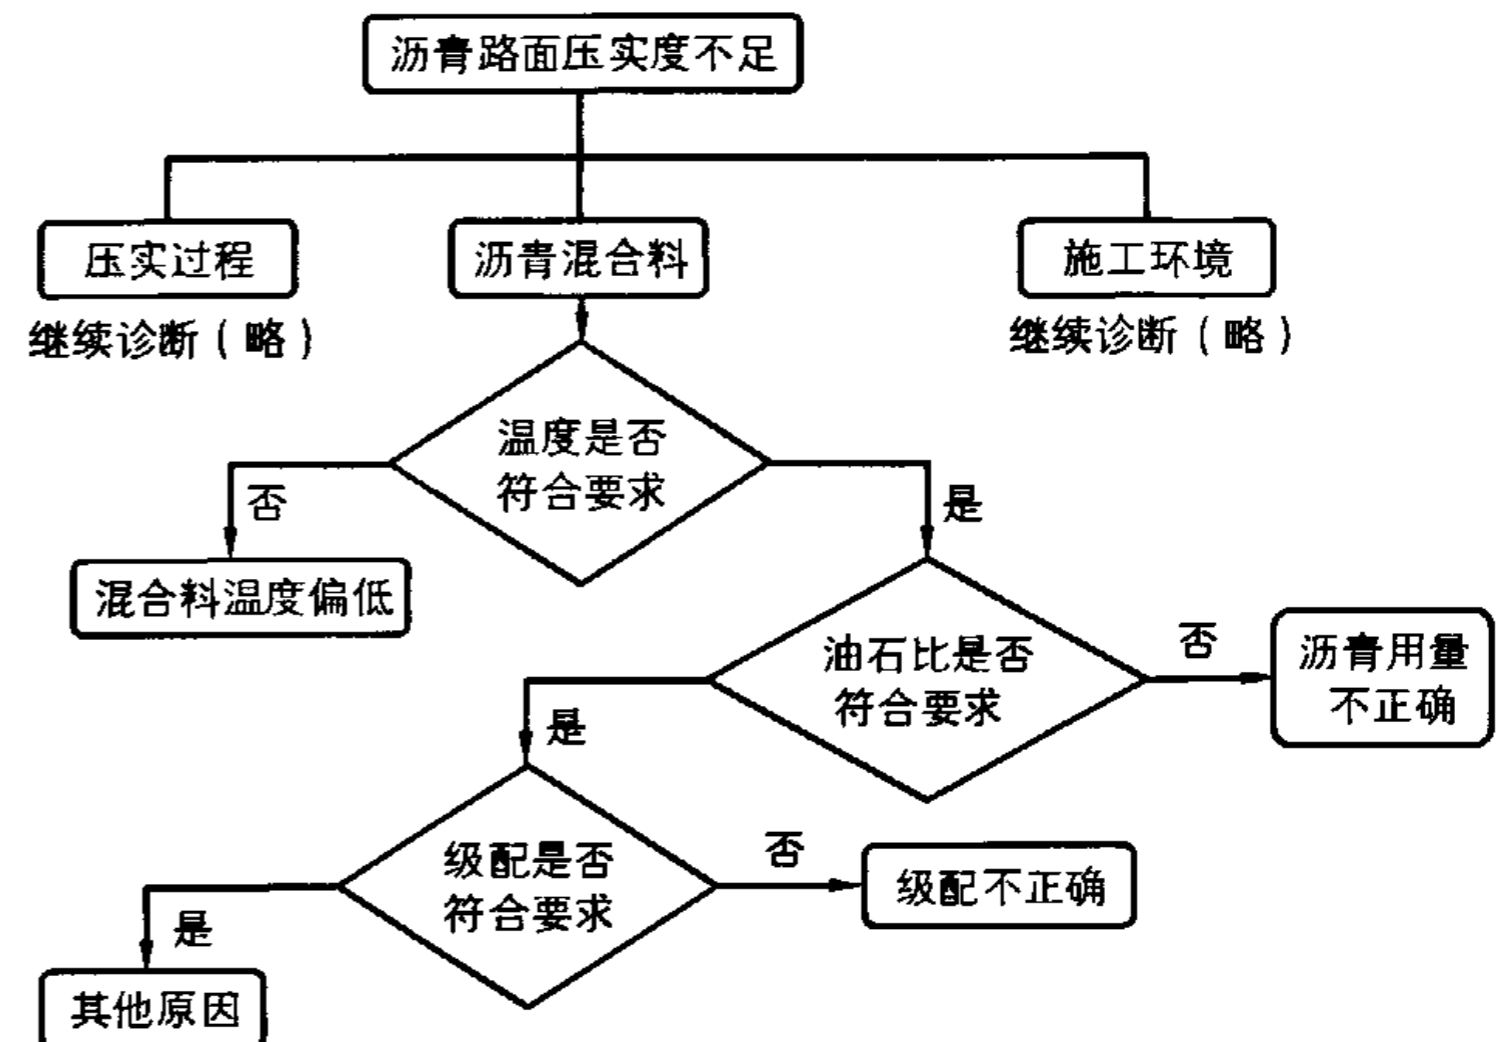 沥青路面压实度不足
压实过程
沥青混合料
施工环境
继续诊断(略)
继续诊断(略)
温度是否
符合要求
否
是
混合料温度偏低
油石比是否
符合要求
否
沥青用量
不正确
是
级配是否
符合要求
否
级配不正确
是
其他原因